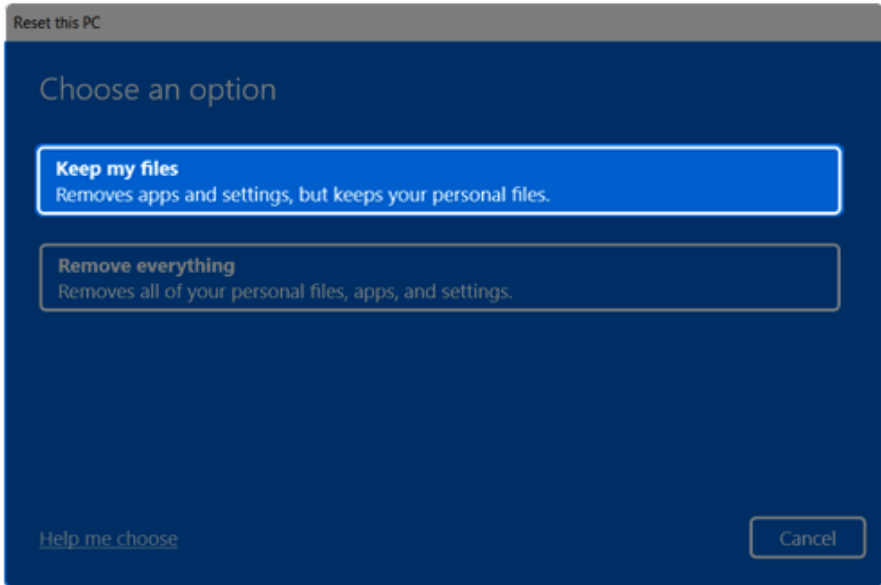 Reset this PC
Choose an option
Keep my files
Removes apps and settings, but keeps your personal files.
Remove everything
Removes all of your personal files, apps, and settings.
Help me choose
Cancel